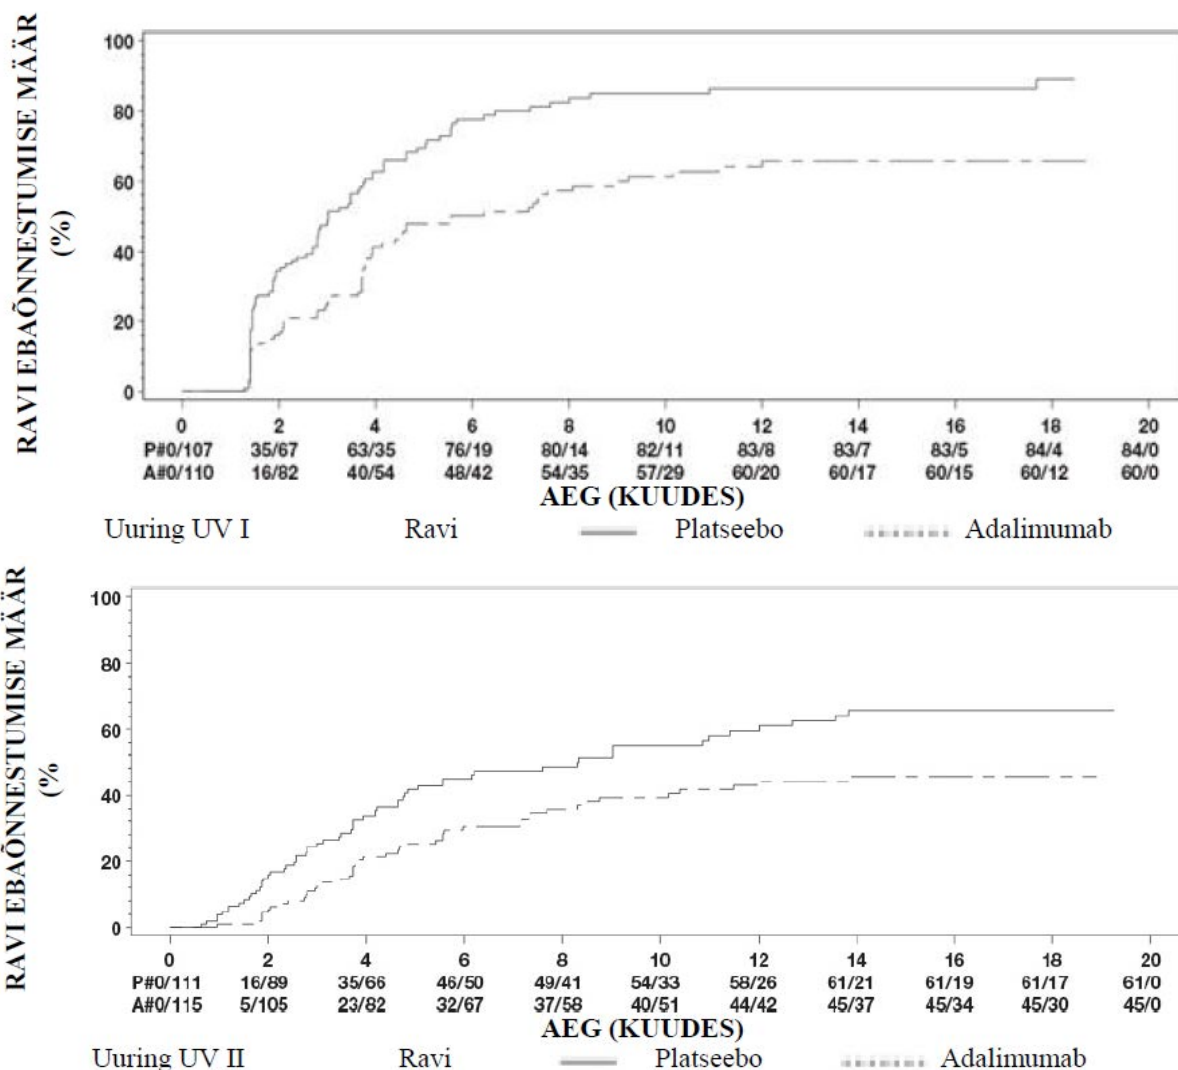 RAVI EBAÕNNESTUMISE MÄÄR
(%)
100
80
60
40
20
0
0 2 4 6 8 10 12 14 16 18 20
P#0/107 35/67 63/35 76/19 80/14 82/11 83/8 83/7 83/5 84/4 84/0
A#0/110 16/82 40/54 48/42 54/35 57/29 60/20 60/17 60/15 60/12 60/0
AEG (KUUDES)
Uuring UV I Ravi Platseebo Adalimumab
RAVI EBAÕNNESTUMISE MÄÄR
(%
100
80
60
40
20
0
0 2 4 6 8 10 12 14 16 18 20
P#0/111 16/89 35/66 46/50 49/41 54/33 58/26 61/21 61/19 61/17 61/0
A#0/115 5/105 23/82 32/67 37/58 40/51 44/42 45/37 45/34 45/30 45/0
AEG (KUUDES)
Uuring UV II Ravi Platseebo Adalimumab